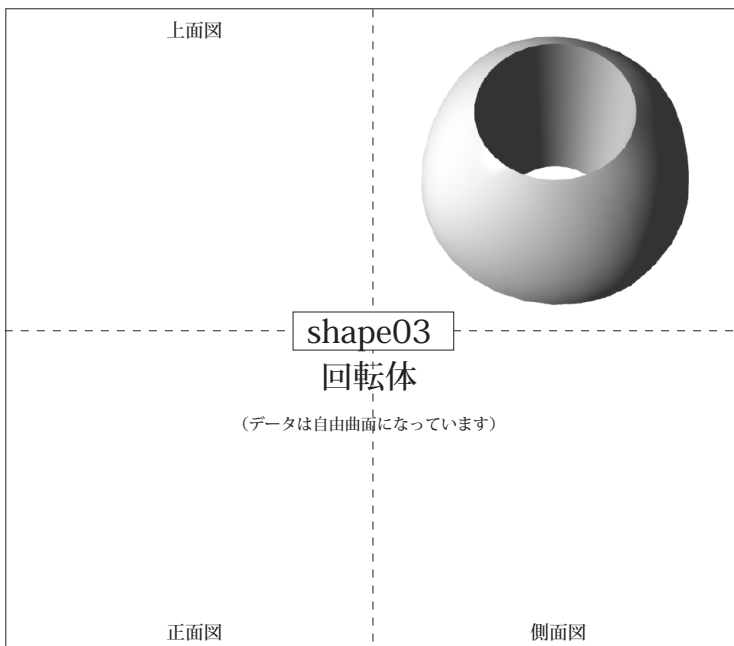 上面図
shape03
回転体
（データは自由曲面になっています）
正面図
側面図